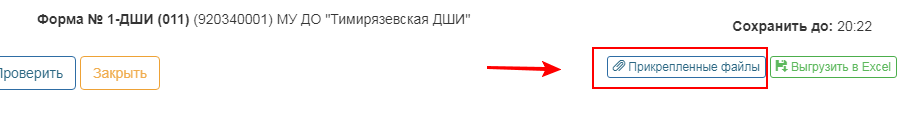 Форма № 1-ДШИ (011) (920340001) МУ ДО "Тимирязевская ДШИ"
Сохранить до: 20:22
Проверить
Закрыть
Прикрепленные файлы
Выгрузить в Excel